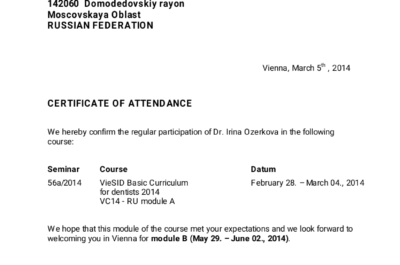 142060 Domodedovskiy rayon
Moscovskaya Oblast
RUSSIAN FEDERATION
Vienna, March 5th , 2014
CERTIFICATE OF ATTENDANCE
We hereby confirm the regular participation of Dr. Irina Ozerkova in the following
course:
Seminar Course Datum
56a/2014 VieSID Basic Curriculum February 28. – March 04., 2014
for dentists 2014
VC14 - RU module A
We hope that this module of the course met your expectations and we look forward to
welcoming you in Vienna for module B (May 29. – June 02., 2014).